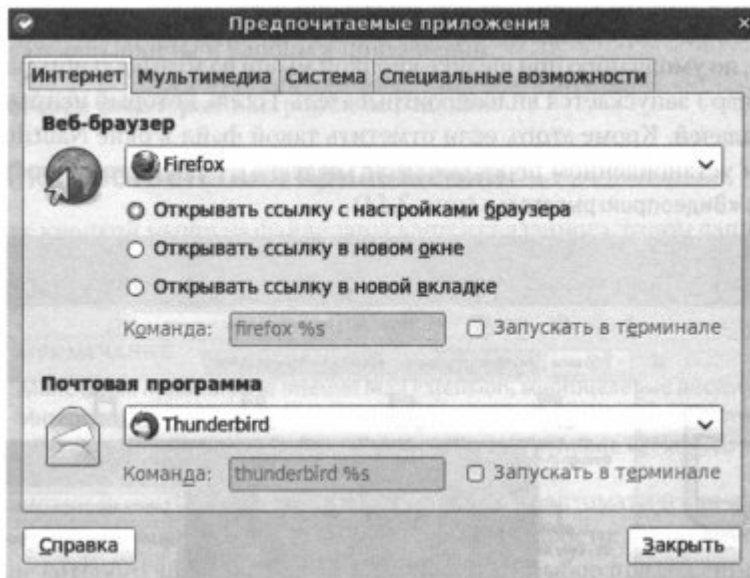 Предпочитаемые приложения
Интернет Мультимедиа Система Специальные возможности
Веб-браузер
Firefox
Открывать ссылку с настройками браузера
Открывать ссылку в новом окне
Открывать ссылку в новой вкладке
Команда: firefox %s Запускать в терминале
Почтовая программа
Thunderbird
Команда: thunderbird %s Запускать в терминале
Справка Закрыть